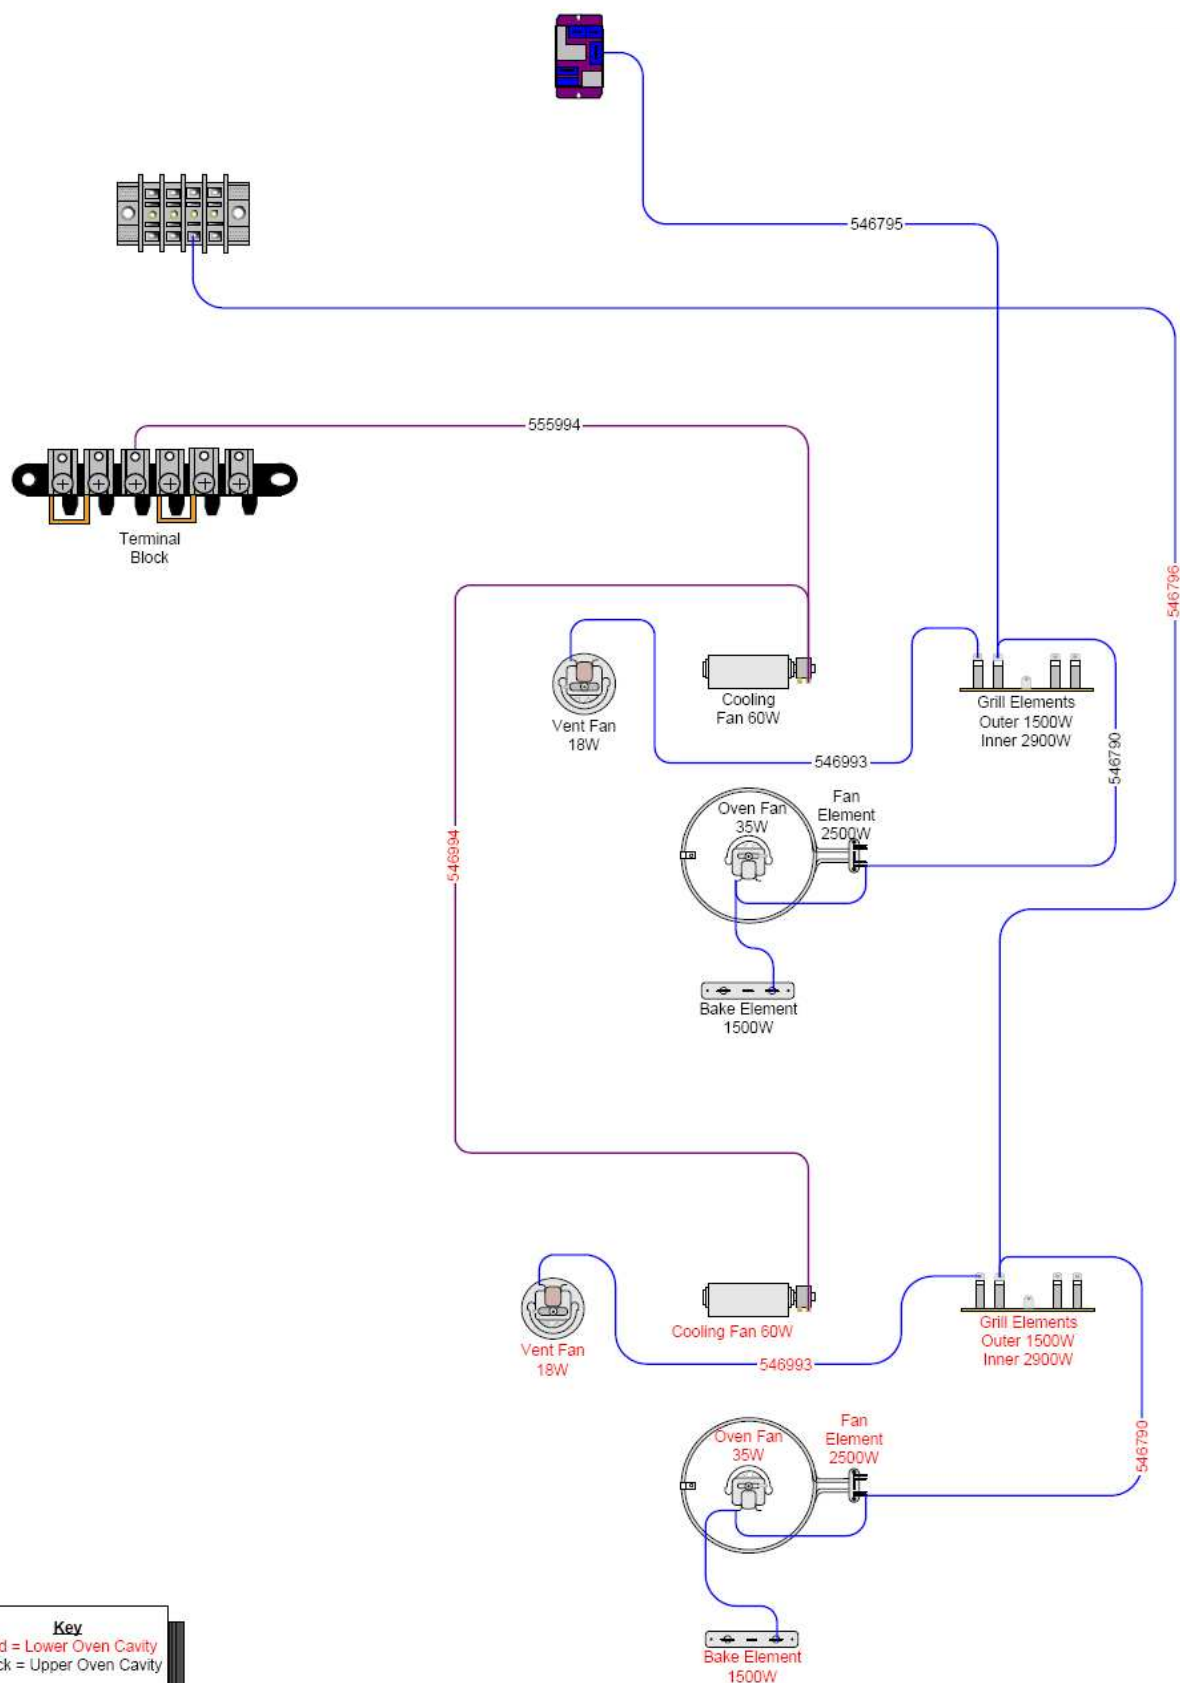 546795
555994
Terminal
Block
546796
Vent Fan
18W
Cooling
Fan 60W
Grill Elements
Outer 1500W
Inner 2900W
546993
546790
Oven Fan
35W
Fan
Element
2500W
546994
Bake Element
1500W
Vent Fan
18W
Cooling Fan 60W
Grill Elements
Outer 1500W
Inner 2900W
546993
Oven Fan
35W
Fan
Element
2500W
546790
Bake Element
1500W
Key
d = Lower Oven Cavity
ck = Upper Oven Cavity